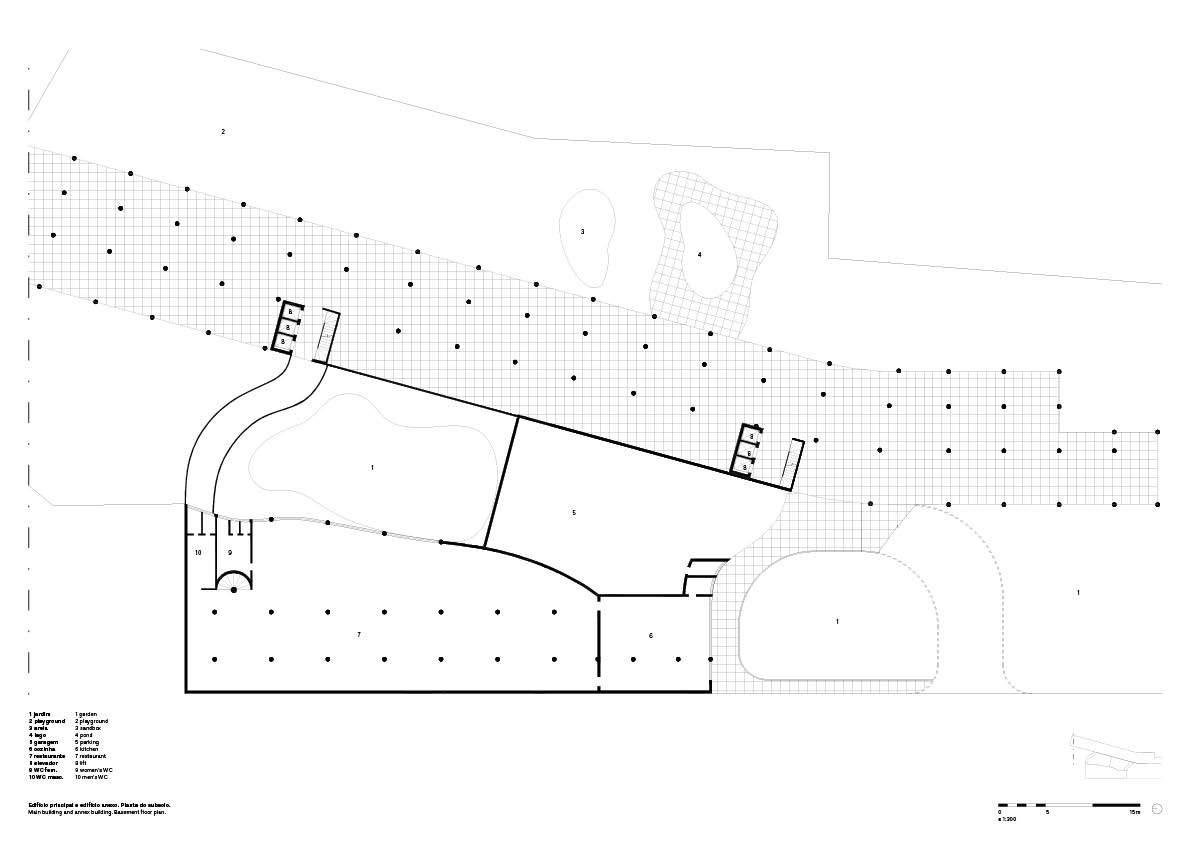 2
3
4
8
8
8
8
8
8
1
5
10
9
7
6
1
1
1 jardim 1 garden
2 playground 2 playground
3 areia 3 sandbox
4 lago 4 pond
5 garagem 5 parking
6 cozinha 6 kitchen
7 restaurante 7 restaurant
8 elevador 8 lift
9 WC fem. 9 women's WC
10 WC masc. 10 men's WC
Edifício principal e edifício anexo. Planta do subsolo.
Main building and annex building. Basement floor plan.
0 5 15m
e 1:300